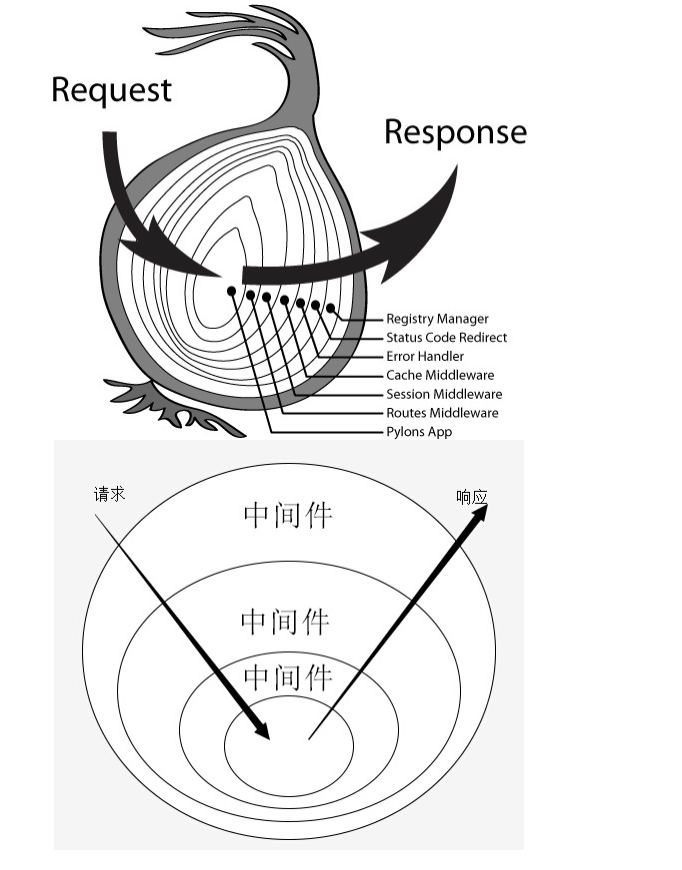 Request
Response
Registry Manager
Status Code Redirect
Error Handler
Cache Middleware
Session Middleware
Routes Middleware
Pylons App
请求
响应
中间件
中间件
中间件